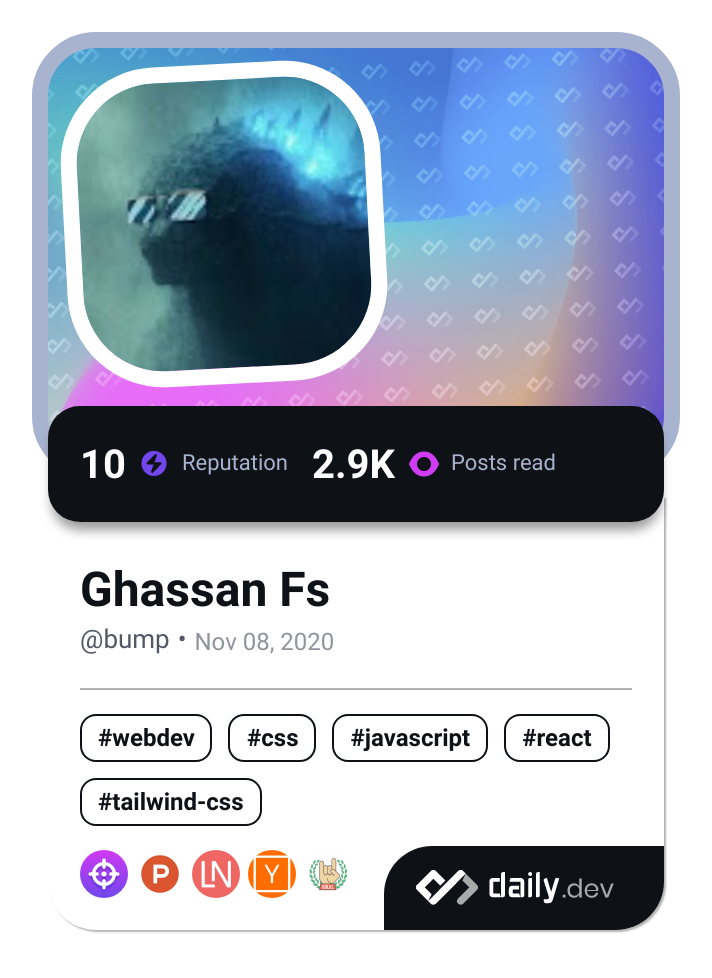 10 Reputation 2.9K Posts read
Ghassan Fs
@bump • Nov 08, 2020
#webdev #css #javascript #react
#tailwind-css
P LN Y
daily.dev